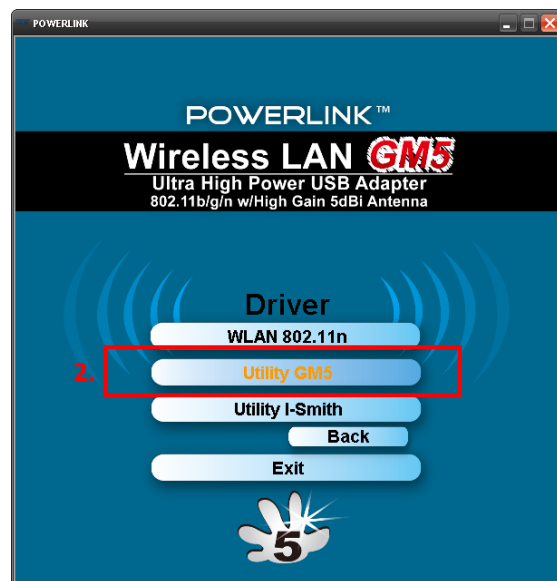 POWERLINK
POWERLINK™
Wireless LAN GM5
Ultra High Power USB Adapter
802.11b/g/n w/High Gain 5dBi Antenna
Driver
WLAN 802.11n
2. Utility GM5
Utility I-Smith
Back
Exit
5